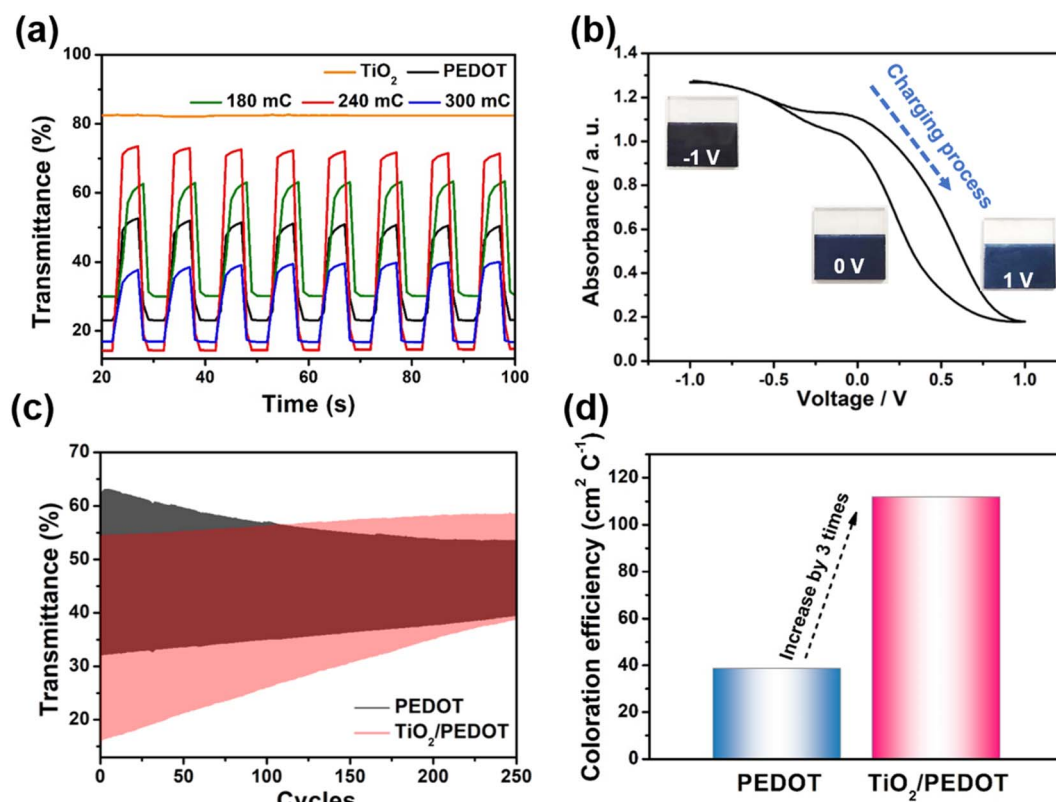 (a)
100
80
60
40
20
Transmittance (%)
TiO₂ PEDOT
180 mC 240 mC 300 mC
20 40 60 80 100
Time (s)
(b)
1.4
1.2
1.0
0.8
0.6
0.4
0.2
0.0
Absorbance / a. u.
Charging process
-1 V
0 V
1 V
-1.0 -0.5 0.0 0.5 1.0
Voltage / V
(c)
70
60
50
40
30
20
Transmittance (%)
PEDOT
TiO₂/PEDOT
0 50 100 150 200 250
Cycles
(d)
120
100
80
60
40
20
0
Coloration efficiency (cm² C⁻¹)
Increase by 3 times
PEDOT TiO₂/PEDOT